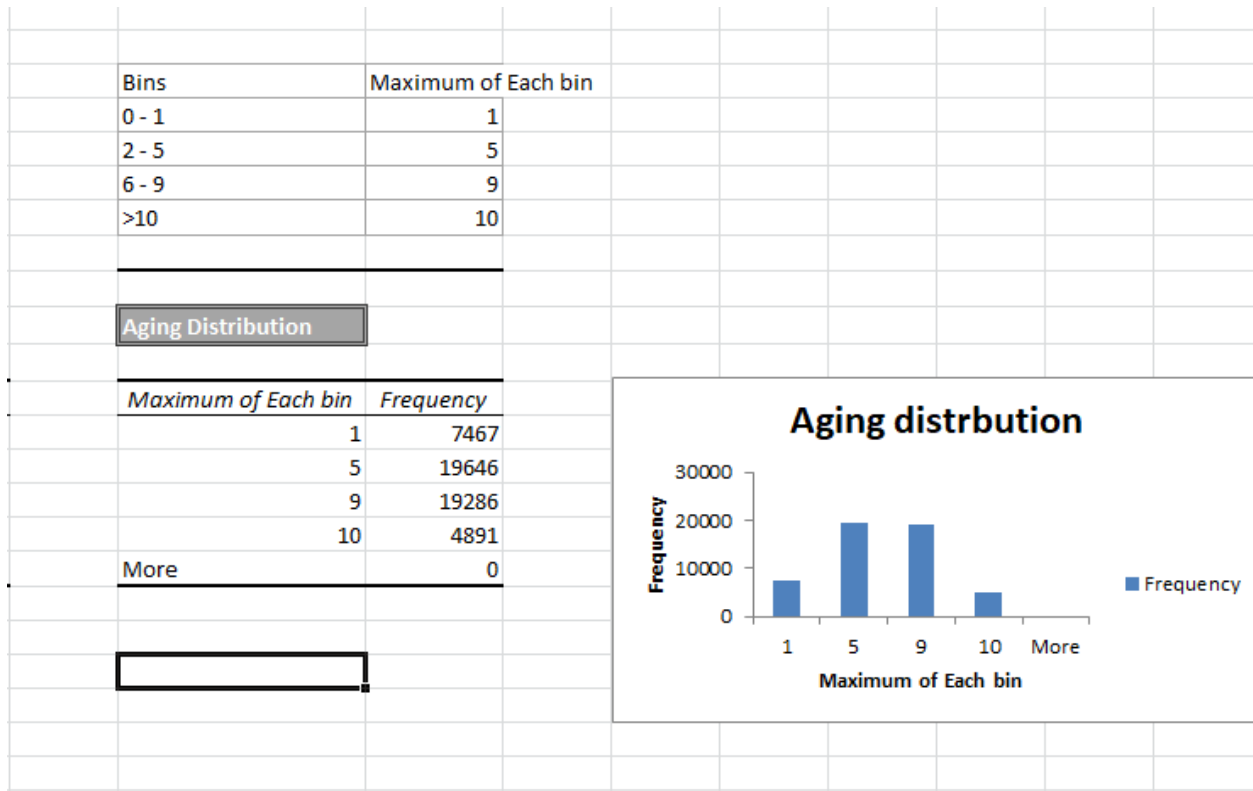 Bins Maximum of Each bin
0 - 1 1
2 - 5 5
6 - 9 9
>10 10
Aging Distribution
Maximum of Each bin Frequency
1 7467
5 19646
9 19286
10 4891
More 0
Aging distrbution
Frequency
30000
20000
10000
0
1 5 9 10 More
Maximum of Each bin
Frequency